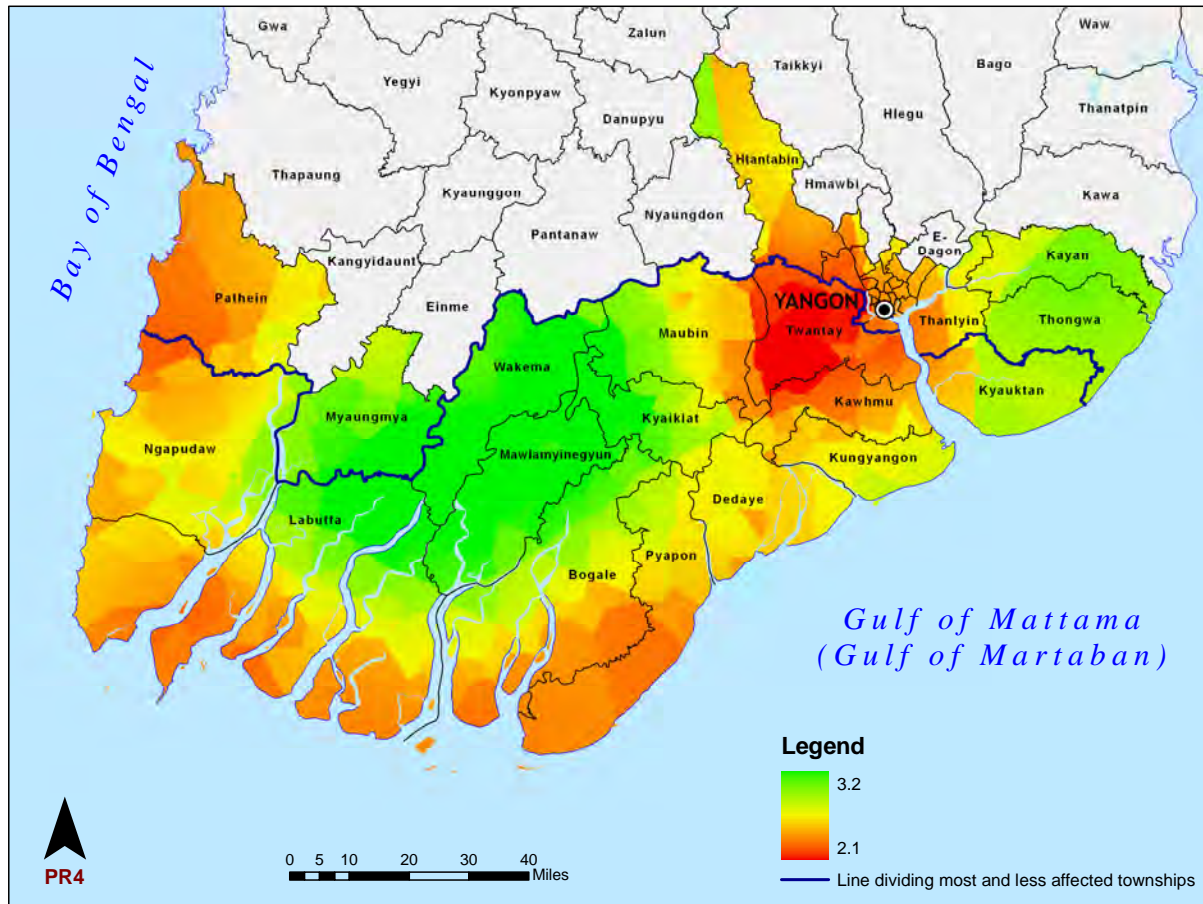 Gwa
Zalun
Waw
Yegyi
Kyonpyaw
Taikkyi
Bago
Danupyu
Hlegu
Thanatpin
Bay of Bengal
Thapaung
Kyaunggon
Htantabin
Hmawbi
Kawa
Nyaungdon
Pantanaw
E-
Dagon
Kangyidaunt
Kayan
Pathein
Einme
YANGON
Maubin
Twantay
Thanlyin
Thongwa
Wakema
Kyauktan
Myaungmya
Kyaiklat
Kawhmu
Ngapudaw
Mawlamyinegyun
Kungyangon
Dedaye
Labutta
Pyapon
Bogale
Gulf of Mattama
(Gulf of Martaban)
Legend
3.2
2.1
Line dividing most and less affected townships
PR4
0 5 10 20 30 40
Miles